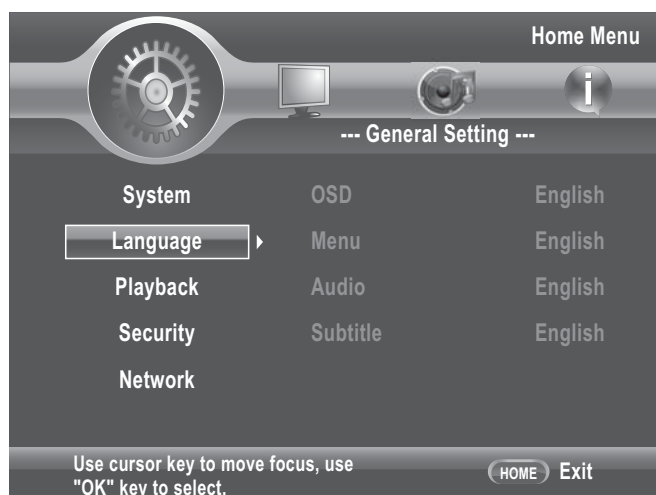 Home Menu
--- General Setting ---
System OSD English
Language Menu English
Playback Audio English
Security Subtitle English
Network
Use cursor key to move focus, use
"OK" key to select.
HOME Exit